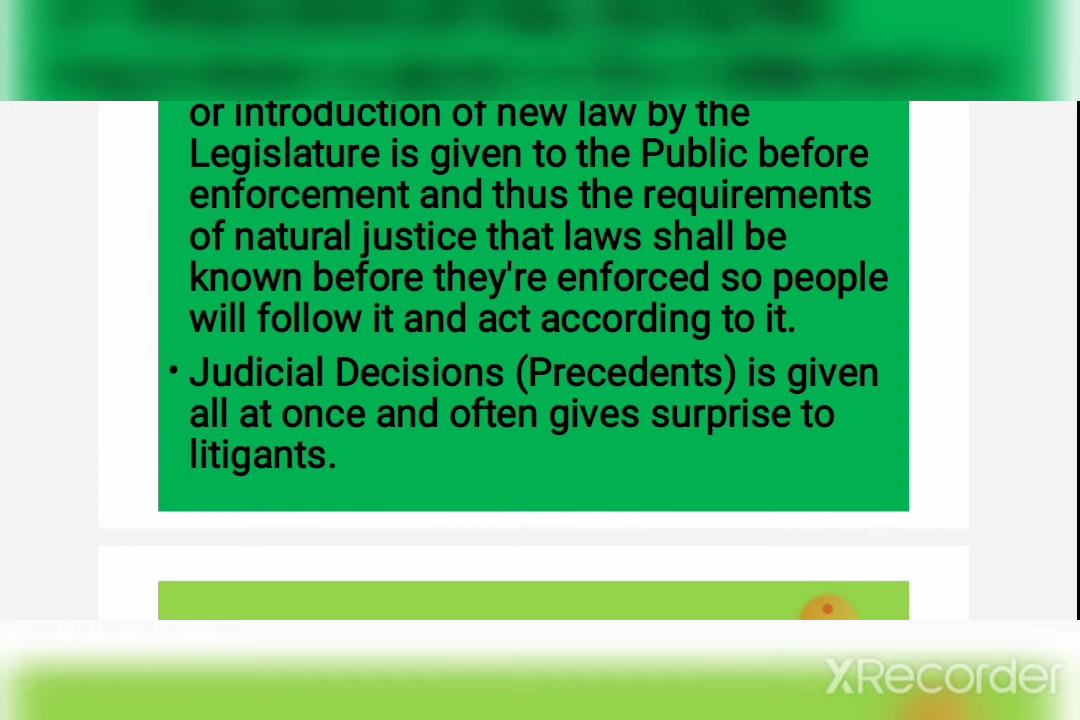 or introduction of new law by the
Legislature is given to the Public before
enforcement and thus the requirements
of natural justice that laws shall be
known before they're enforced so people
will follow it and act according to it.
• Judicial Decisions (Precedents) is given
all at once and often gives surprise to
litigants.
XRecorder